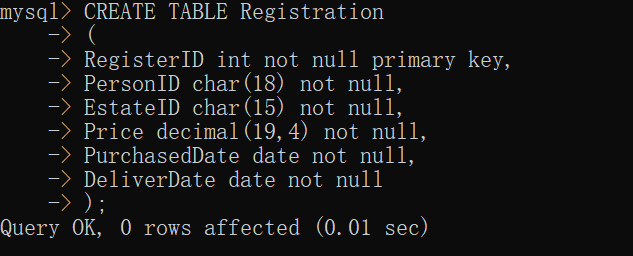 mysql> CREATE TABLE Registration
    -> (
    -> RegisterID int not null primary key,
    -> PersonID char(18) not null,
    -> EstateID char(15) not null,
    -> Price decimal(19,4) not null,
    -> PurchasedDate date not null,
    -> DeliverDate date not null
    -> );
Query OK, 0 rows affected (0.01 sec)